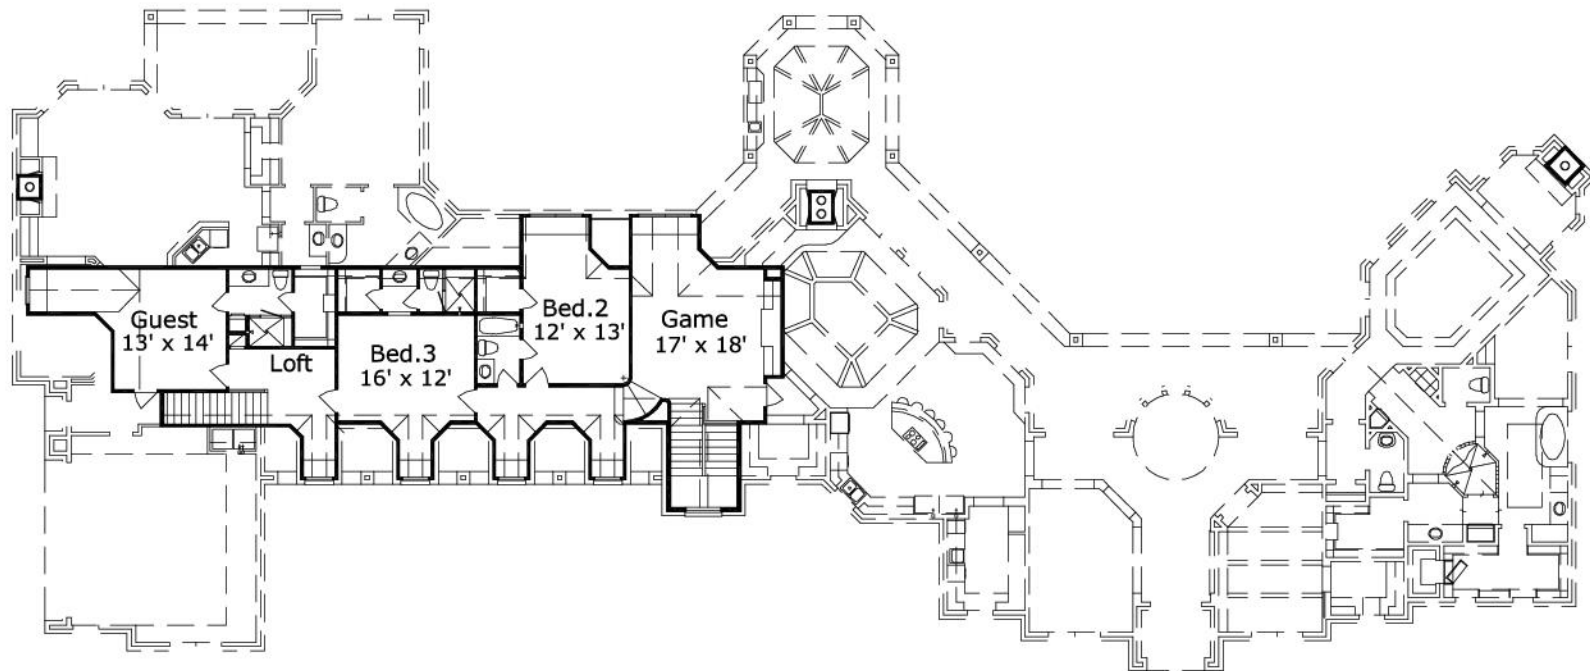 Guest
13' x 14'
Loft
Bed.3
16' x 12'
Bed.2
12' x 13'
Game
17' x 18'